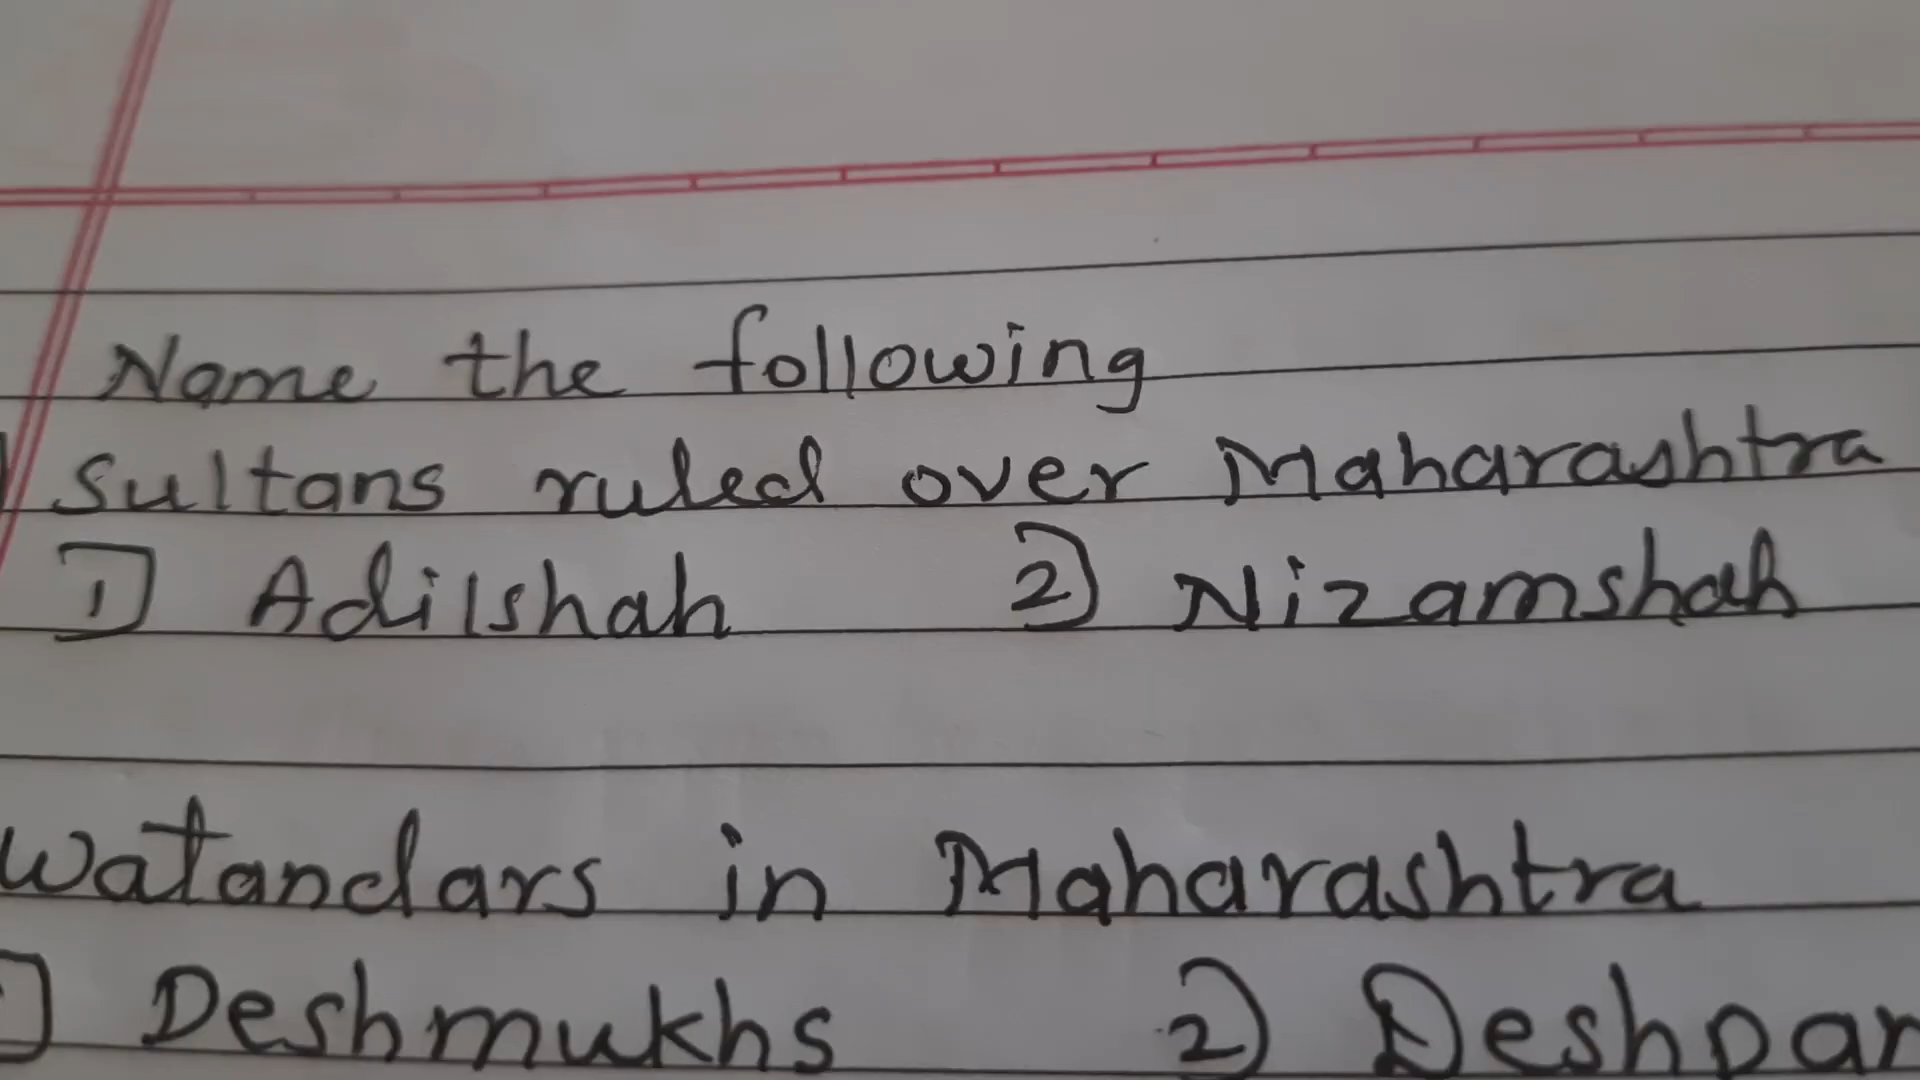 Name the following
Sultans ruled over Maharashtra
1) Adilshah 2) Nizamshah
Watandars in Maharashtra
) Deshmukhs 2)